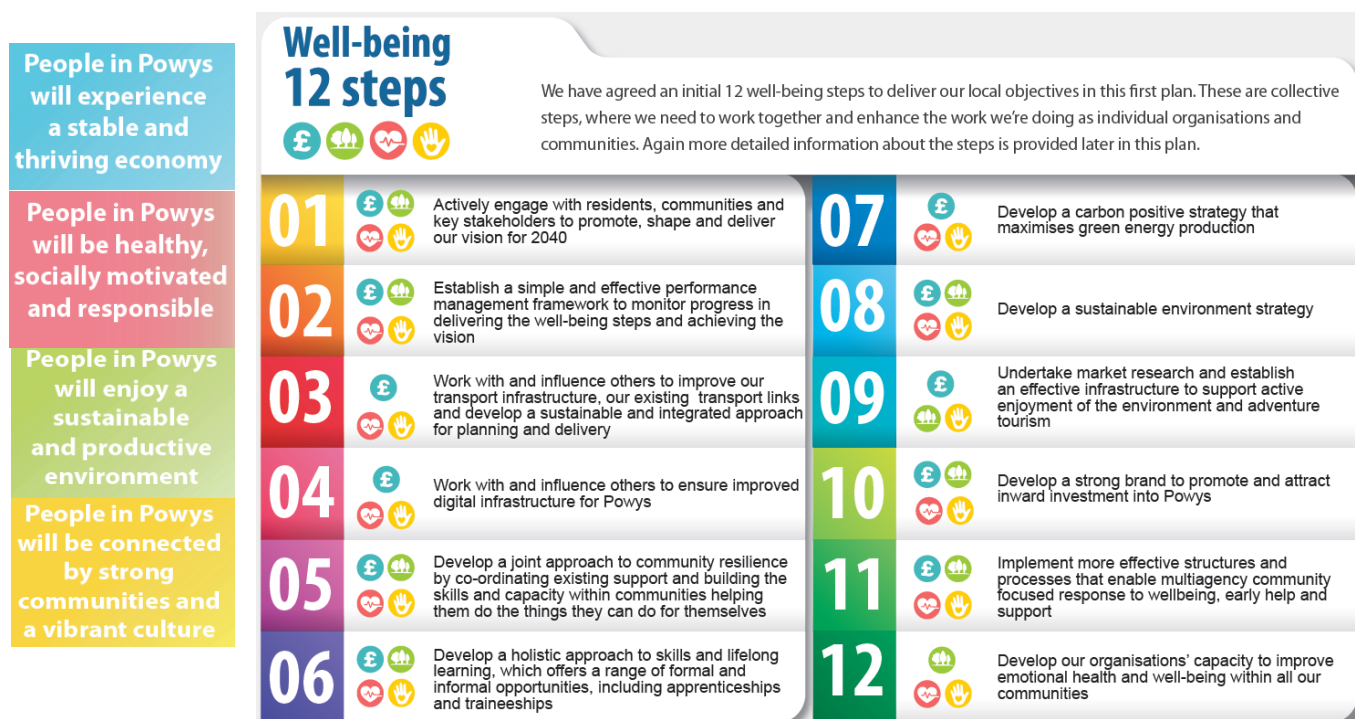 People in Powys
will experience
a stable and
thriving economy
People in Powys
will be healthy,
socially motivated
and responsible
People in Powys
will enjoy a
sustainable
and productive
environment
People in Powys
will be connected
by strong
communities and
a vibrant culture
Well-being
12 steps
£
We have agreed an initial 12 well-being steps to deliver our local objectives in this first plan. These are collective
steps, where we need to work together and enhance the work we're doing as individual organisations and
communities. Again more detailed information about the steps is provided later in this plan.
01
£
Actively engage with residents, communities and
key stakeholders to promote, shape and deliver
our vision for 2040
02
£
Establish a simple and effective performance
management framework to monitor progress in
delivering the well-being steps and achieving the
vision
03
£
Work with and influence others to improve our
transport infrastructure, our existing transport links
and develop a sustainable and integrated approach
for planning and delivery
04
£
Work with and influence others to ensure improved
digital infrastructure for Powys
05
£
Develop a joint approach to community resilience
by co-ordinating existing support and building the
skills and capacity within communities helping
them do the things they can do for themselves
06
£
Develop a holistic approach to skills and lifelong
learning, which offers a range of formal and
informal opportunities, including apprenticeships
and traineeships
07
£
Develop a carbon positive strategy that
maximises green energy production
08
£
Develop a sustainable environment strategy
09
£
Undertake market research and establish
an effective infrastructure to support active
enjoyment of the environment and adventure
tourism
10
£
Develop a strong brand to promote and attract
inward investment into Powys
11
£
Implement more effective structures and
processes that enable multiagency community
focused response to wellbeing, early help and
support
12
Develop our organisations' capacity to improve
emotional health and well-being within all our
communities